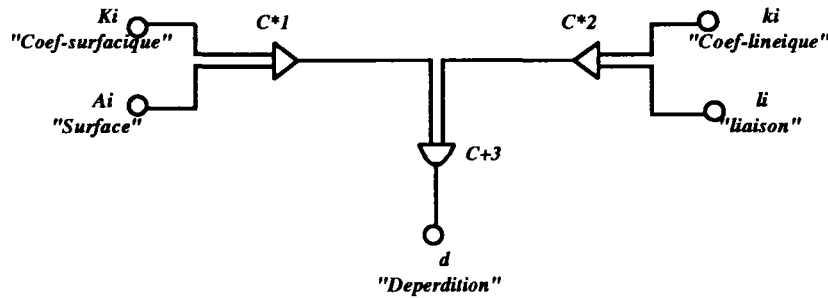 Ki
"Coef-surfacique"
C*1
C*2
ki
"Coef-lineique"
Ai
"Surface"
li
"liaison"
C+3
d
"Deperdition"